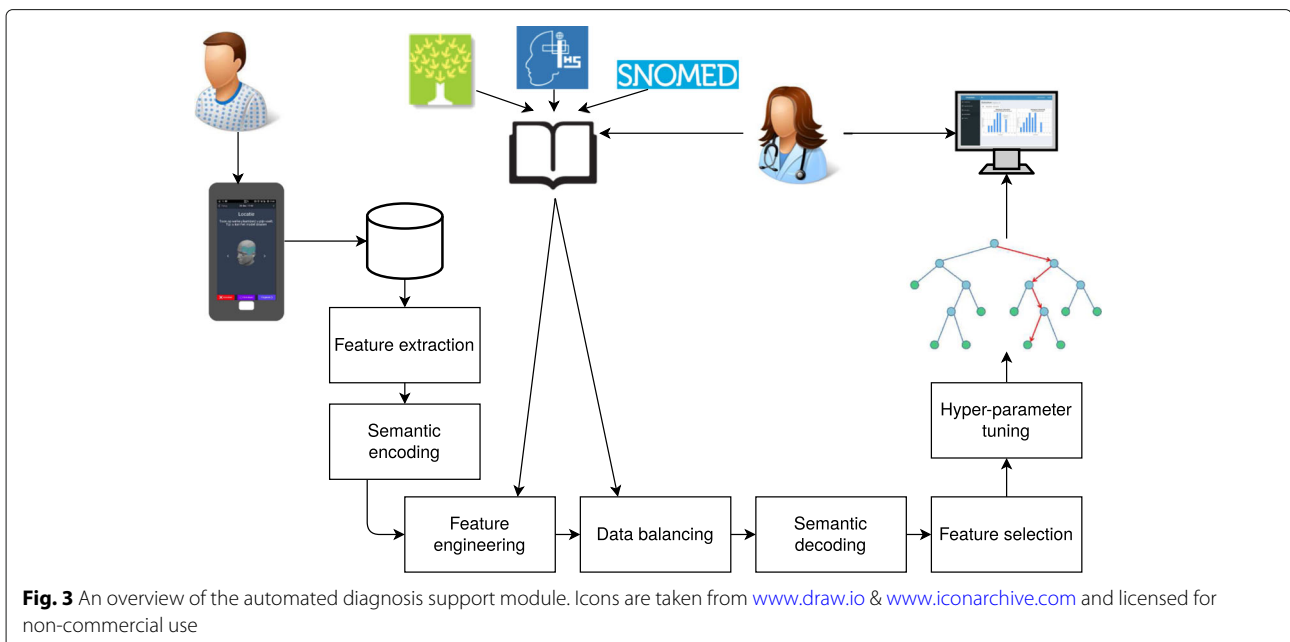 IHS
SNOMED
Locate
Feature extraction
Semantic
encoding
Feature
engineering
Data balancing
Semantic
decoding
Feature selection
Hyper-parameter
tuning
Fig. 3 An overview of the automated diagnosis support module. Icons are taken from www.draw.io & www.iconarchive.com and licensed for
non-commercial use